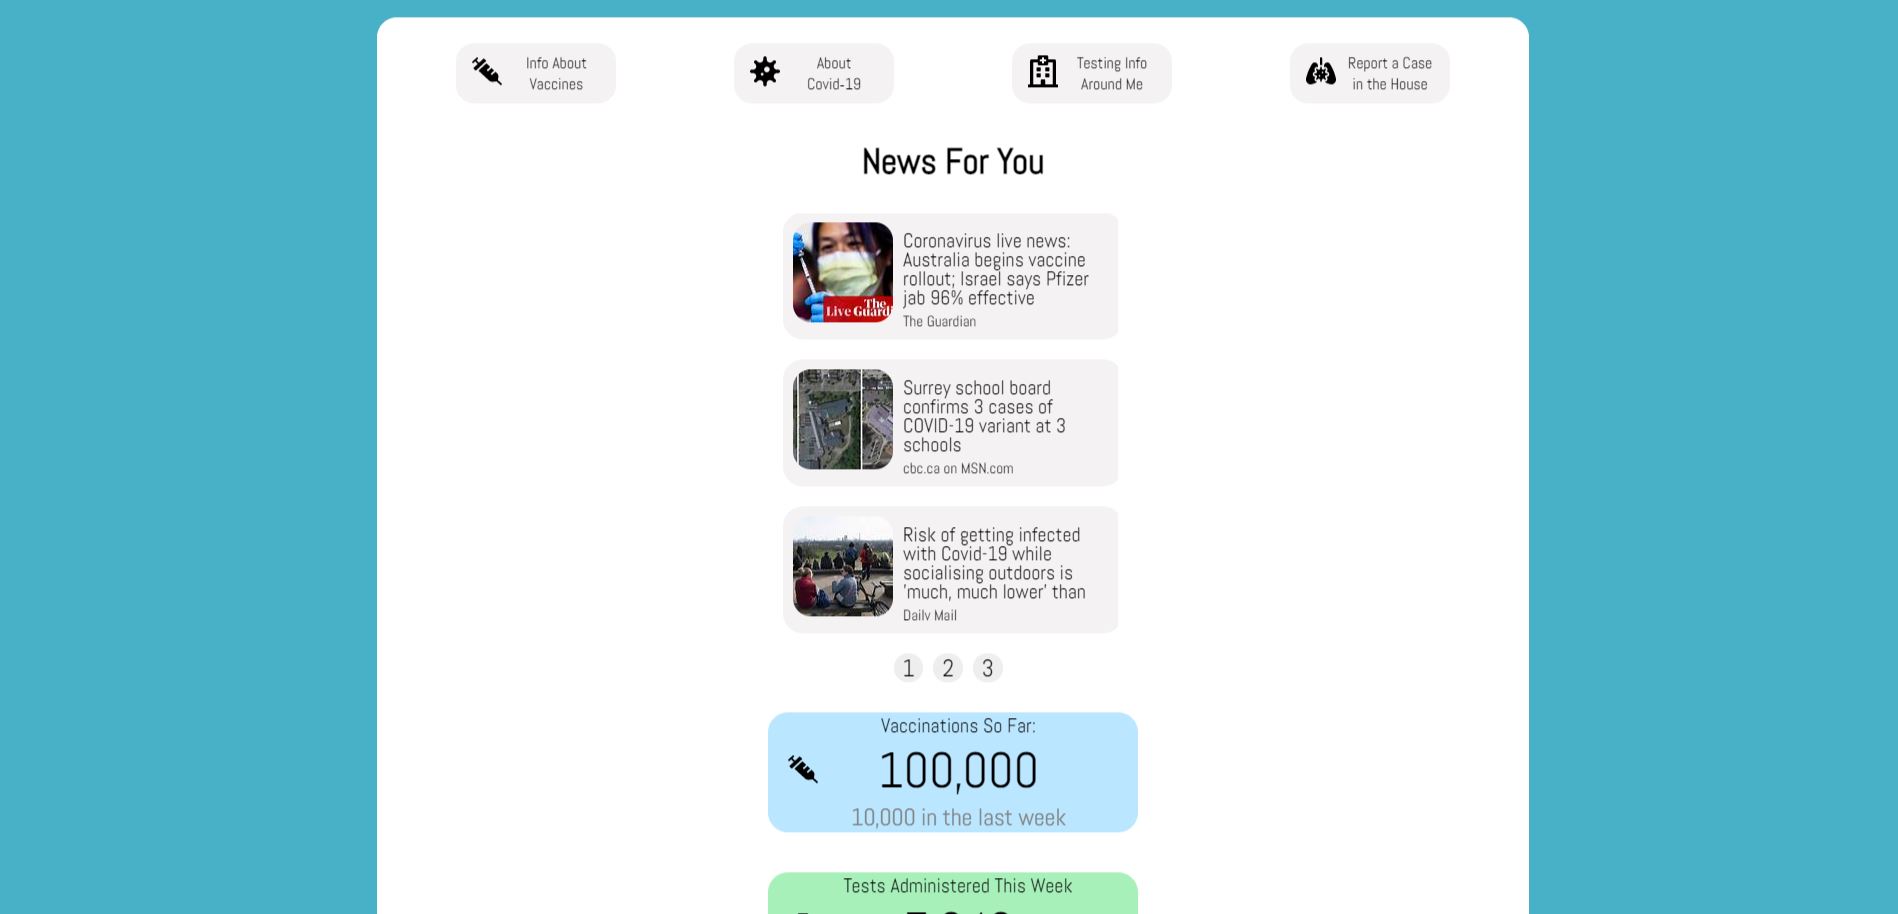 Info About
Vaccines
About
Covid-19
Testing Info
Around Me
Report a Case
in the House
News For You
Coronavirus live news:
Australia begins vaccine
rollout; Israel says Pfizer
jab 96% effective
The Guardian
The
Live Guardi
Surrey school board
confirms 3 cases of
COVID-19 variant at 3
schools
cbc.ca on MSN.com
Risk of getting infected
with Covid-19 while
socialising outdoors is
'much, much lower' than
Daily Mail
1 2 3
Vaccinations So Far:
100,000
10,000 in the last week
Tests Administered This Week